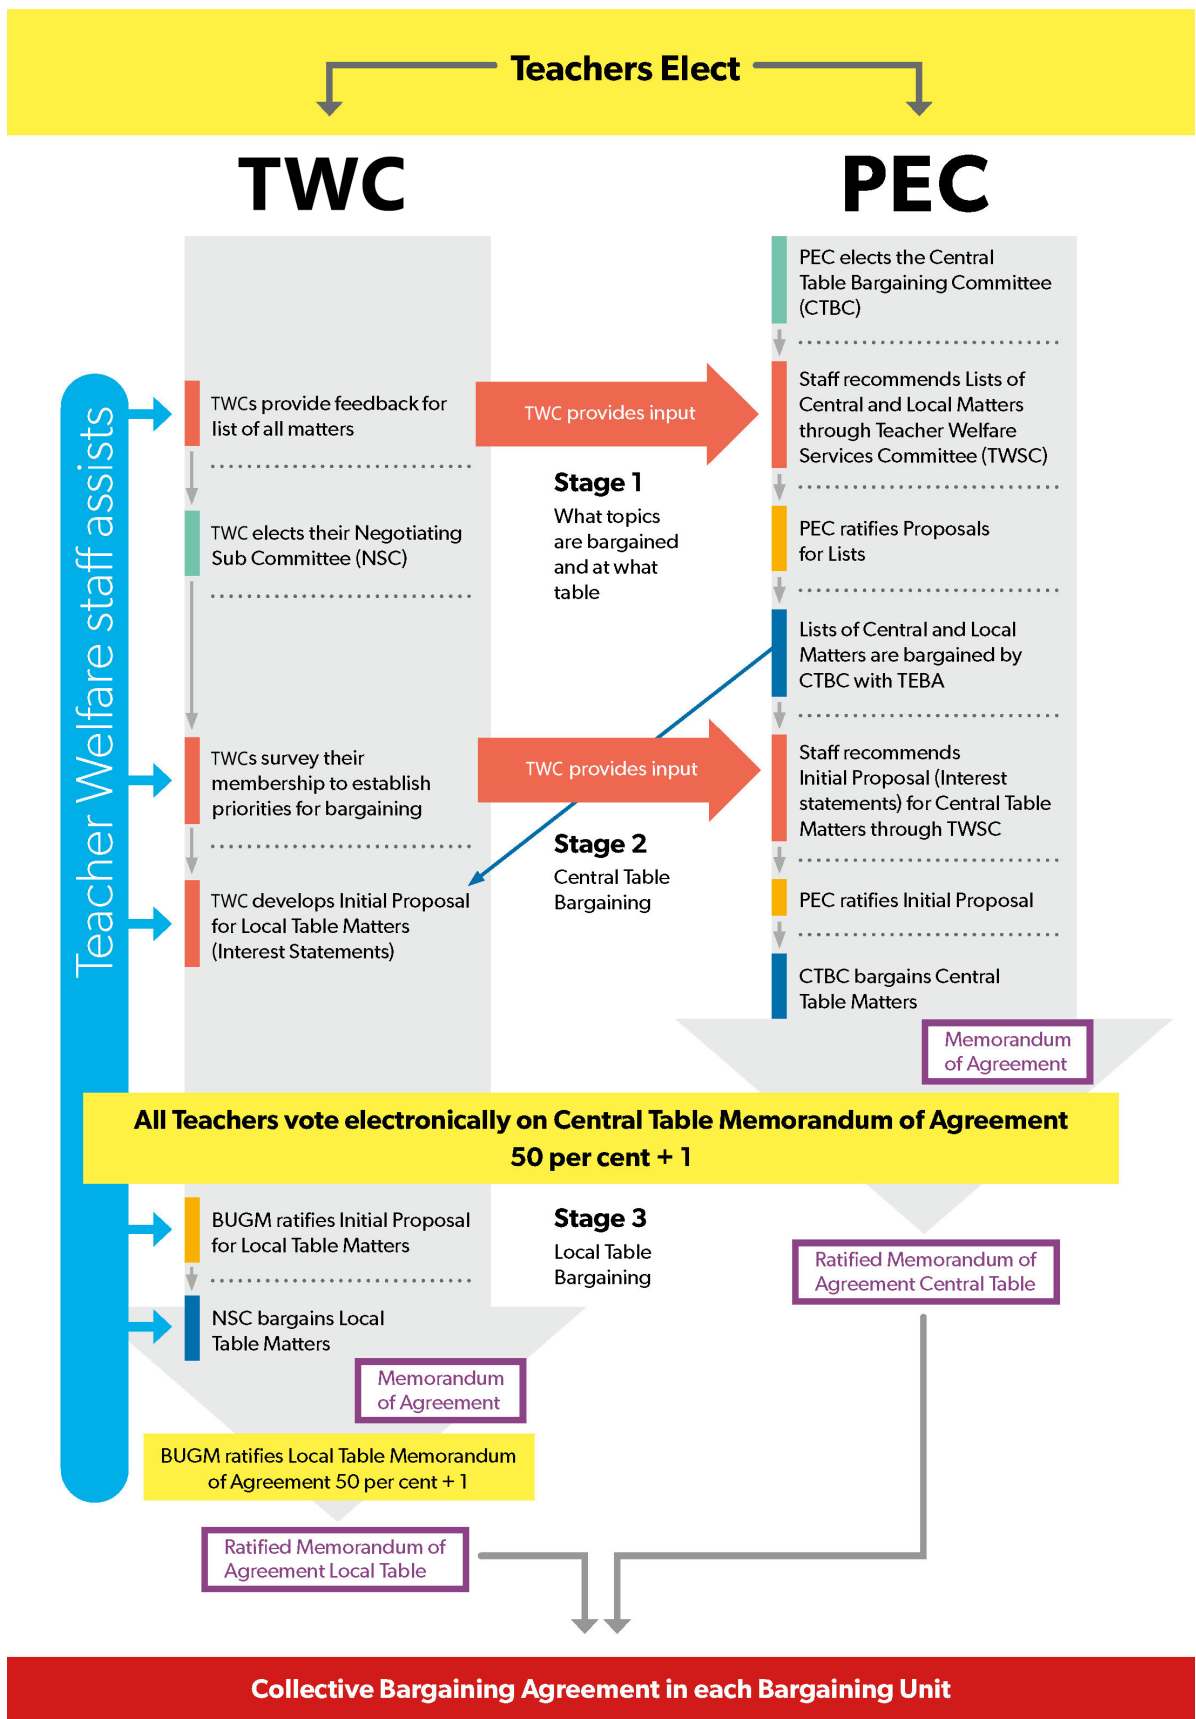 Teachers Elect
TWC
PEC
PEC elects the Central
Table Bargaining Committee
(CTBC)
Teacher Welfare staff assists
TWCs provide feedback for
list of all matters
TWC provides input
Staff recommends Lists of
Central and Local Matters
through Teacher Welfare
Services Committee (TWSC)
Stage 1
What topics
are bargained
and at what
table
TWC elects their Negotiating
Sub Committee (NSC)
PEC ratifies Proposals
for Lists
Lists of Central and Local
Matters are bargained by
CTBC with TEBA
TWCs survey their
membership to establish
priorities for bargaining
TWC provides input
Staff recommends
Initial Proposal (Interest
statements) for Central Table
Matters through TWSC
Stage 2
Central Table
Bargaining
TWC develops Initial Proposal
for Local Table Matters
(Interest Statements)
PEC ratifies Initial Proposal
CTBC bargains Central
Table Matters
Memorandum
of Agreement
All Teachers vote electronically on Central Table Memorandum of Agreement
50 per cent + 1
BUGM ratifies Initial Proposal
for Local Table Matters
Stage 3
Local Table
Bargaining
Ratified Memorandum of
Agreement Central Table
NSC bargains Local
Table Matters
Memorandum
of Agreement
BUGM ratifies Local Table Memorandum
of Agreement 50 per cent + 1
Ratified Memorandum of
Agreement Local Table
Collective Bargaining Agreement in each Bargaining Unit